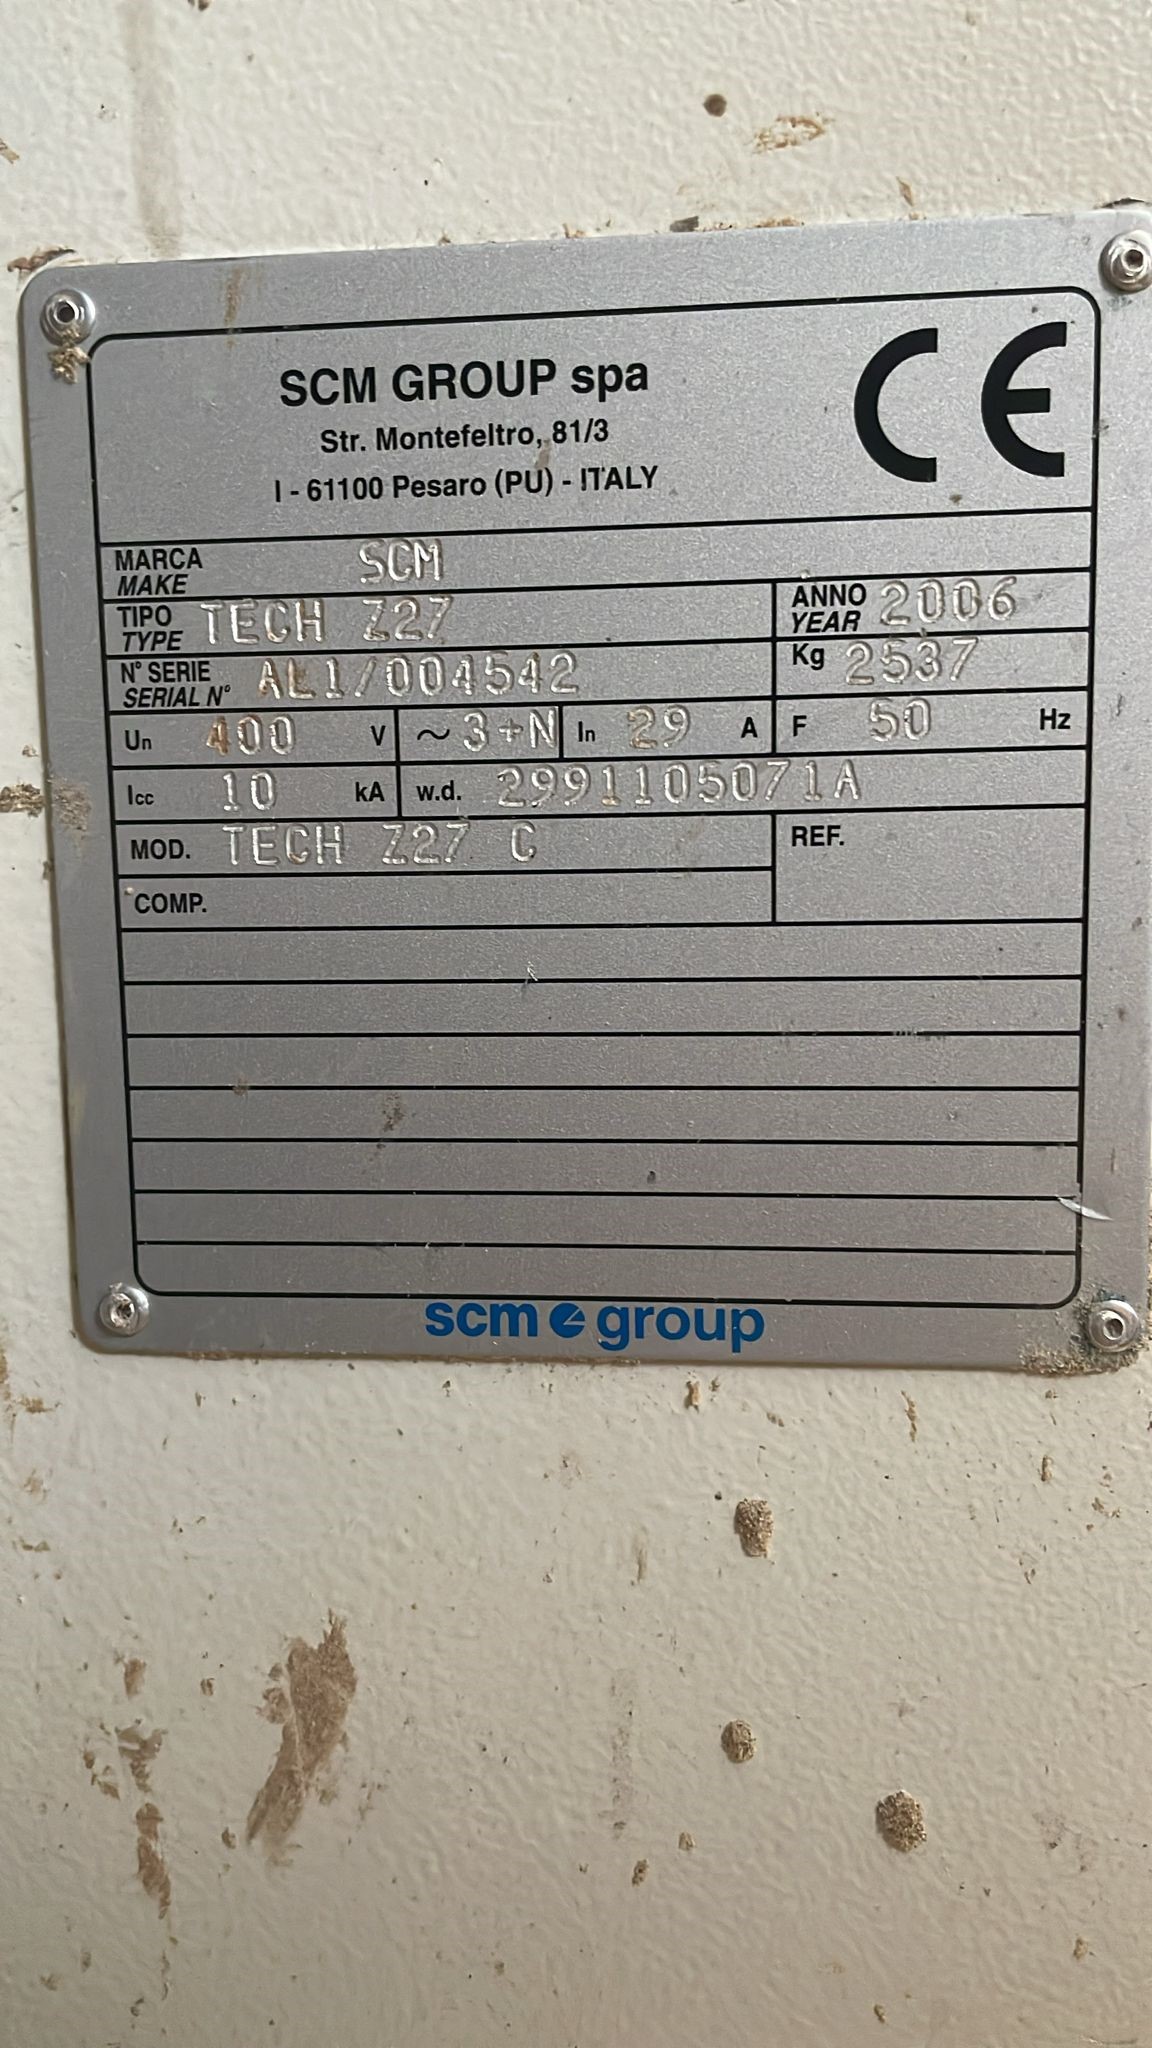 SCM GROUP spa
Str. Montefeltro, 81/3
I - 61100 Pesaro (PU) - ITALY
CE
MARCA
MAKE
SCM
TIPO
TYPE
TECH Z27
ANNO
YEAR
2006
N° SERIE
SERIAL N°
AL1/004542
Kg 2537
Un 400 V ~ 3+N In 29 A F 50 Hz
Icc 10 kA w.d. 2991105071A
MOD. TECH Z27 C
REF.
COMP.
scm group